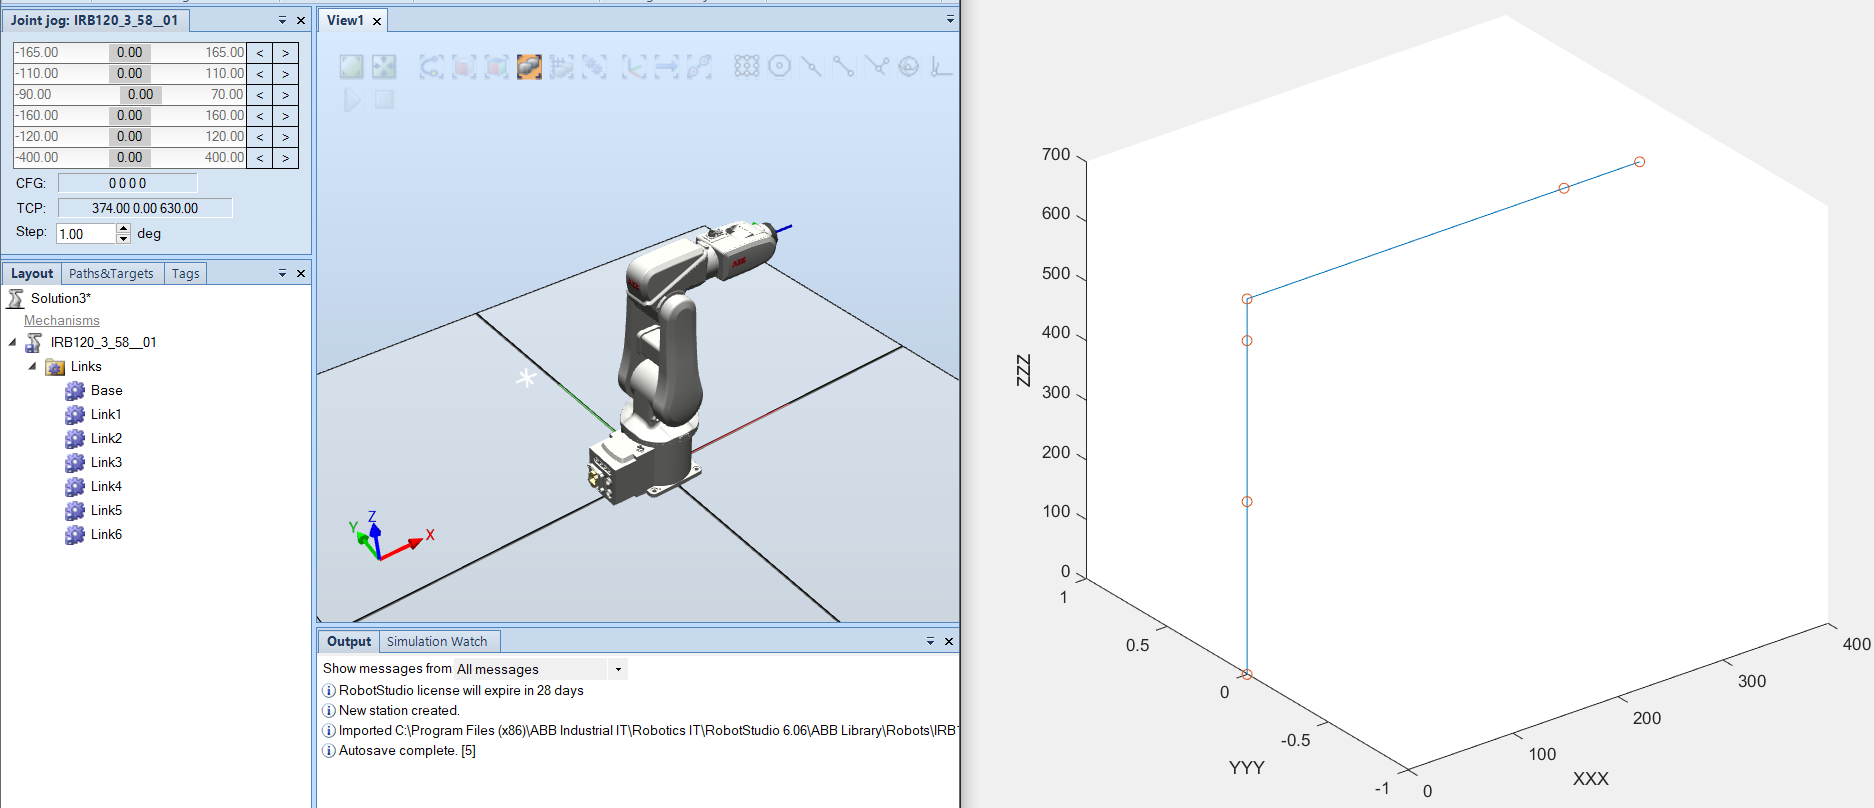 Joint jog: IRB120_3_58__01
-165.00 0.00 165.00 < >
-110.00 0.00 110.00 < >
-90.00 0.00 70.00 < >
-160.00 0.00 160.00 < >
-120.00 0.00 120.00 < >
-400.00 0.00 400.00 < >
CFG: 0 0 0 0
TCP: 374.00 0.00 630.00
Step: 1.00 deg
Layout Paths&Targets Tags
Solution3*
Mechanisms
IRB120_3_58__01
Links
Base
Link1
Link2
Link3
Link4
Link5
Link6
View1
ABB
Z
Y
X
Output Simulation Watch
Show messages from All messages
RobotStudio license will expire in 28 days
New station created.
Imported C:\Program Files (x86)\ABB Industrial IT\Robotics IT\RobotStudio 6.06\ABB Library\Robots\IRB
Autosave complete. [5]
700
600
500
400
300
200
100
0
ZZZ
1
0.5
0
-0.5
-1
YYY
0
100
200
300
400
XXX